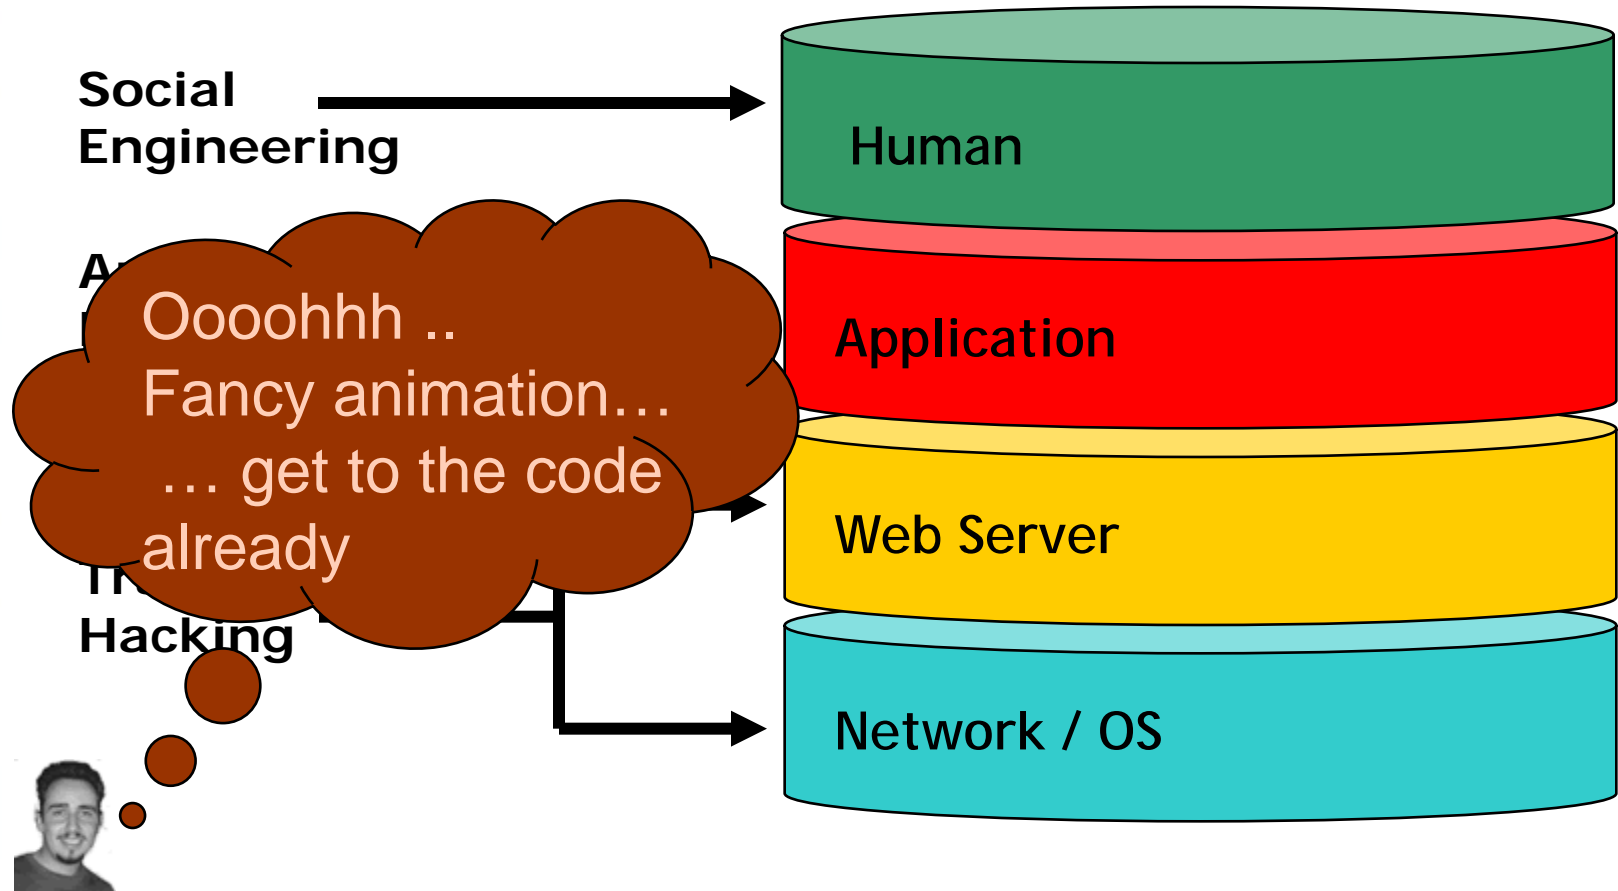 Social
Engineering
Human
Oooohhh ..
Fancy animation…
… get to the code
already
Application
Web Server
Hacking
Network / OS